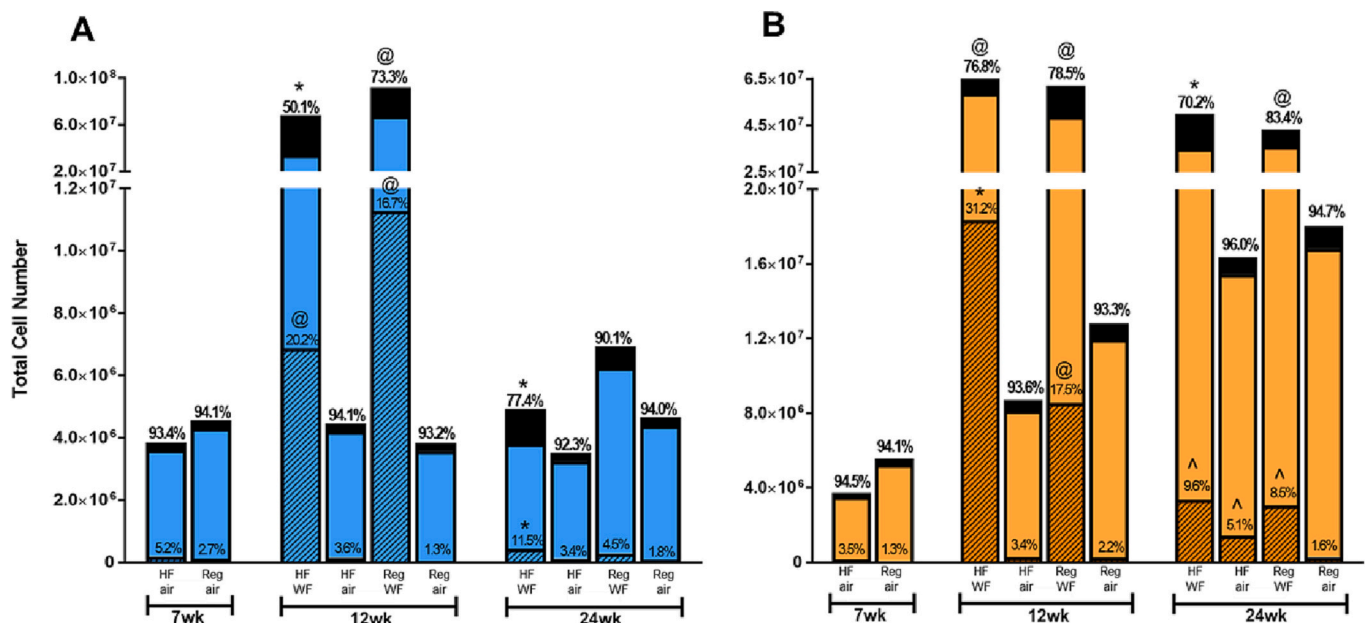 A
B
Total Cell Number
1.0×10⁸
6.0×10⁷
2.0×10⁷
1.2×10⁷
1.0×10⁷
8.0×10⁶
6.0×10⁶
4.0×10⁶
2.0×10⁶
0
93.4%
5.2%
94.1%
2.7%
*
50.1%
@
20.2%
94.1%
3.6%
@
73.3%
@
16.7%
93.2%
1.3%
*
77.4%
*
11.5%
92.3%
3.4%
90.1%
4.5%
94.0%
1.8%
HF air
Reg air
HF WF
HF air
Reg WF
Reg air
HF WF
HF air
Reg WF
Reg air
7wk
12wk
24wk
6.5×10⁷
4.5×10⁷
2.5×10⁷
2.0×10⁷
1.6×10⁷
1.2×10⁷
8.0×10⁶
4.0×10⁶
0
94.5%
3.5%
94.1%
1.3%
@
76.8%
*
31.2%
93.6%
3.4%
@
78.5%
@
17.5%
93.3%
2.2%
*
70.2%
^
9.6%
96.0%
^
5.1%
@
83.4%
^
94.7%
1.6%
HF air
Reg air
HF WF
HF air
Reg WF
Reg air
HF WF
HF air
Reg WF
Reg air
7wk
12wk
24wk